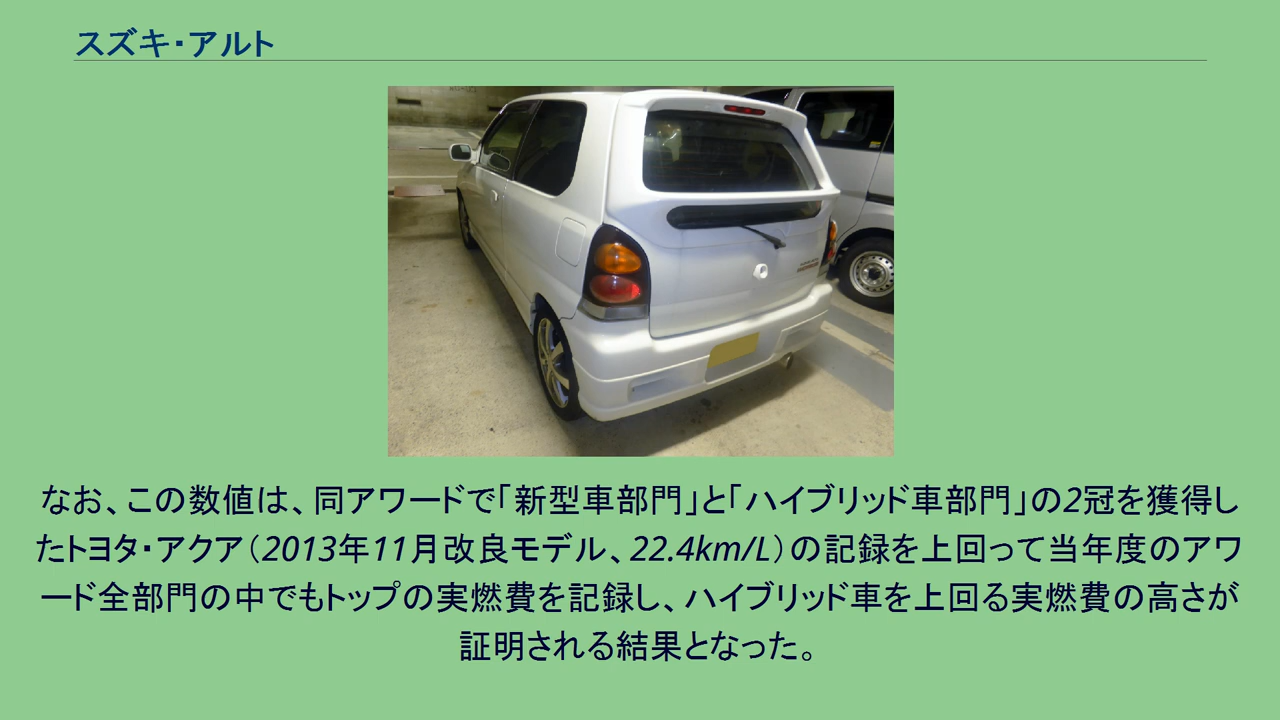 スズキ・アルト
なお、この数値は、同アワードで「新型車部門」と「ハイブリッド車部門」の2冠を獲得し
たトヨタ・アクア（2013年11月改良モデル、22.4km/L）の記録を上回って当年度のアワ
ード全部門の中でもトップの実燃費を記録し、ハイブリッド車を上回る実燃費の高さが
証明される結果となった。